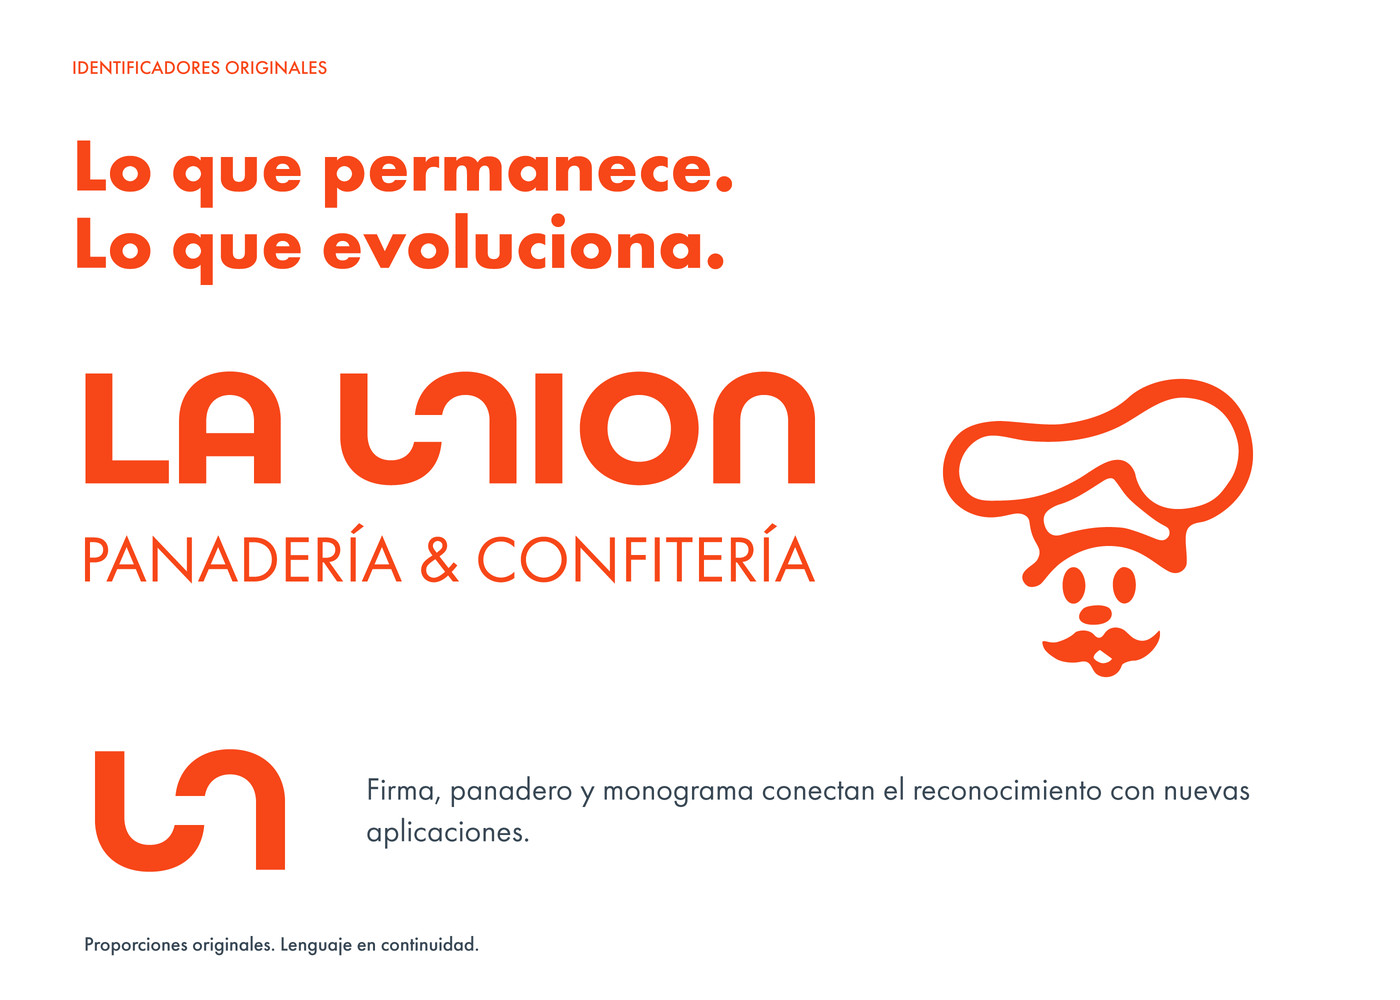 IDENTIFICADORES ORIGINALES
Lo que permanece.
Lo que evoluciona.
LA UNION
PANADERÍA & CONFITERÍA
un
Firma, panadero y monograma conectan el reconocimiento con nuevas
aplicaciones.
Proporciones originales. Lenguaje en continuidad.